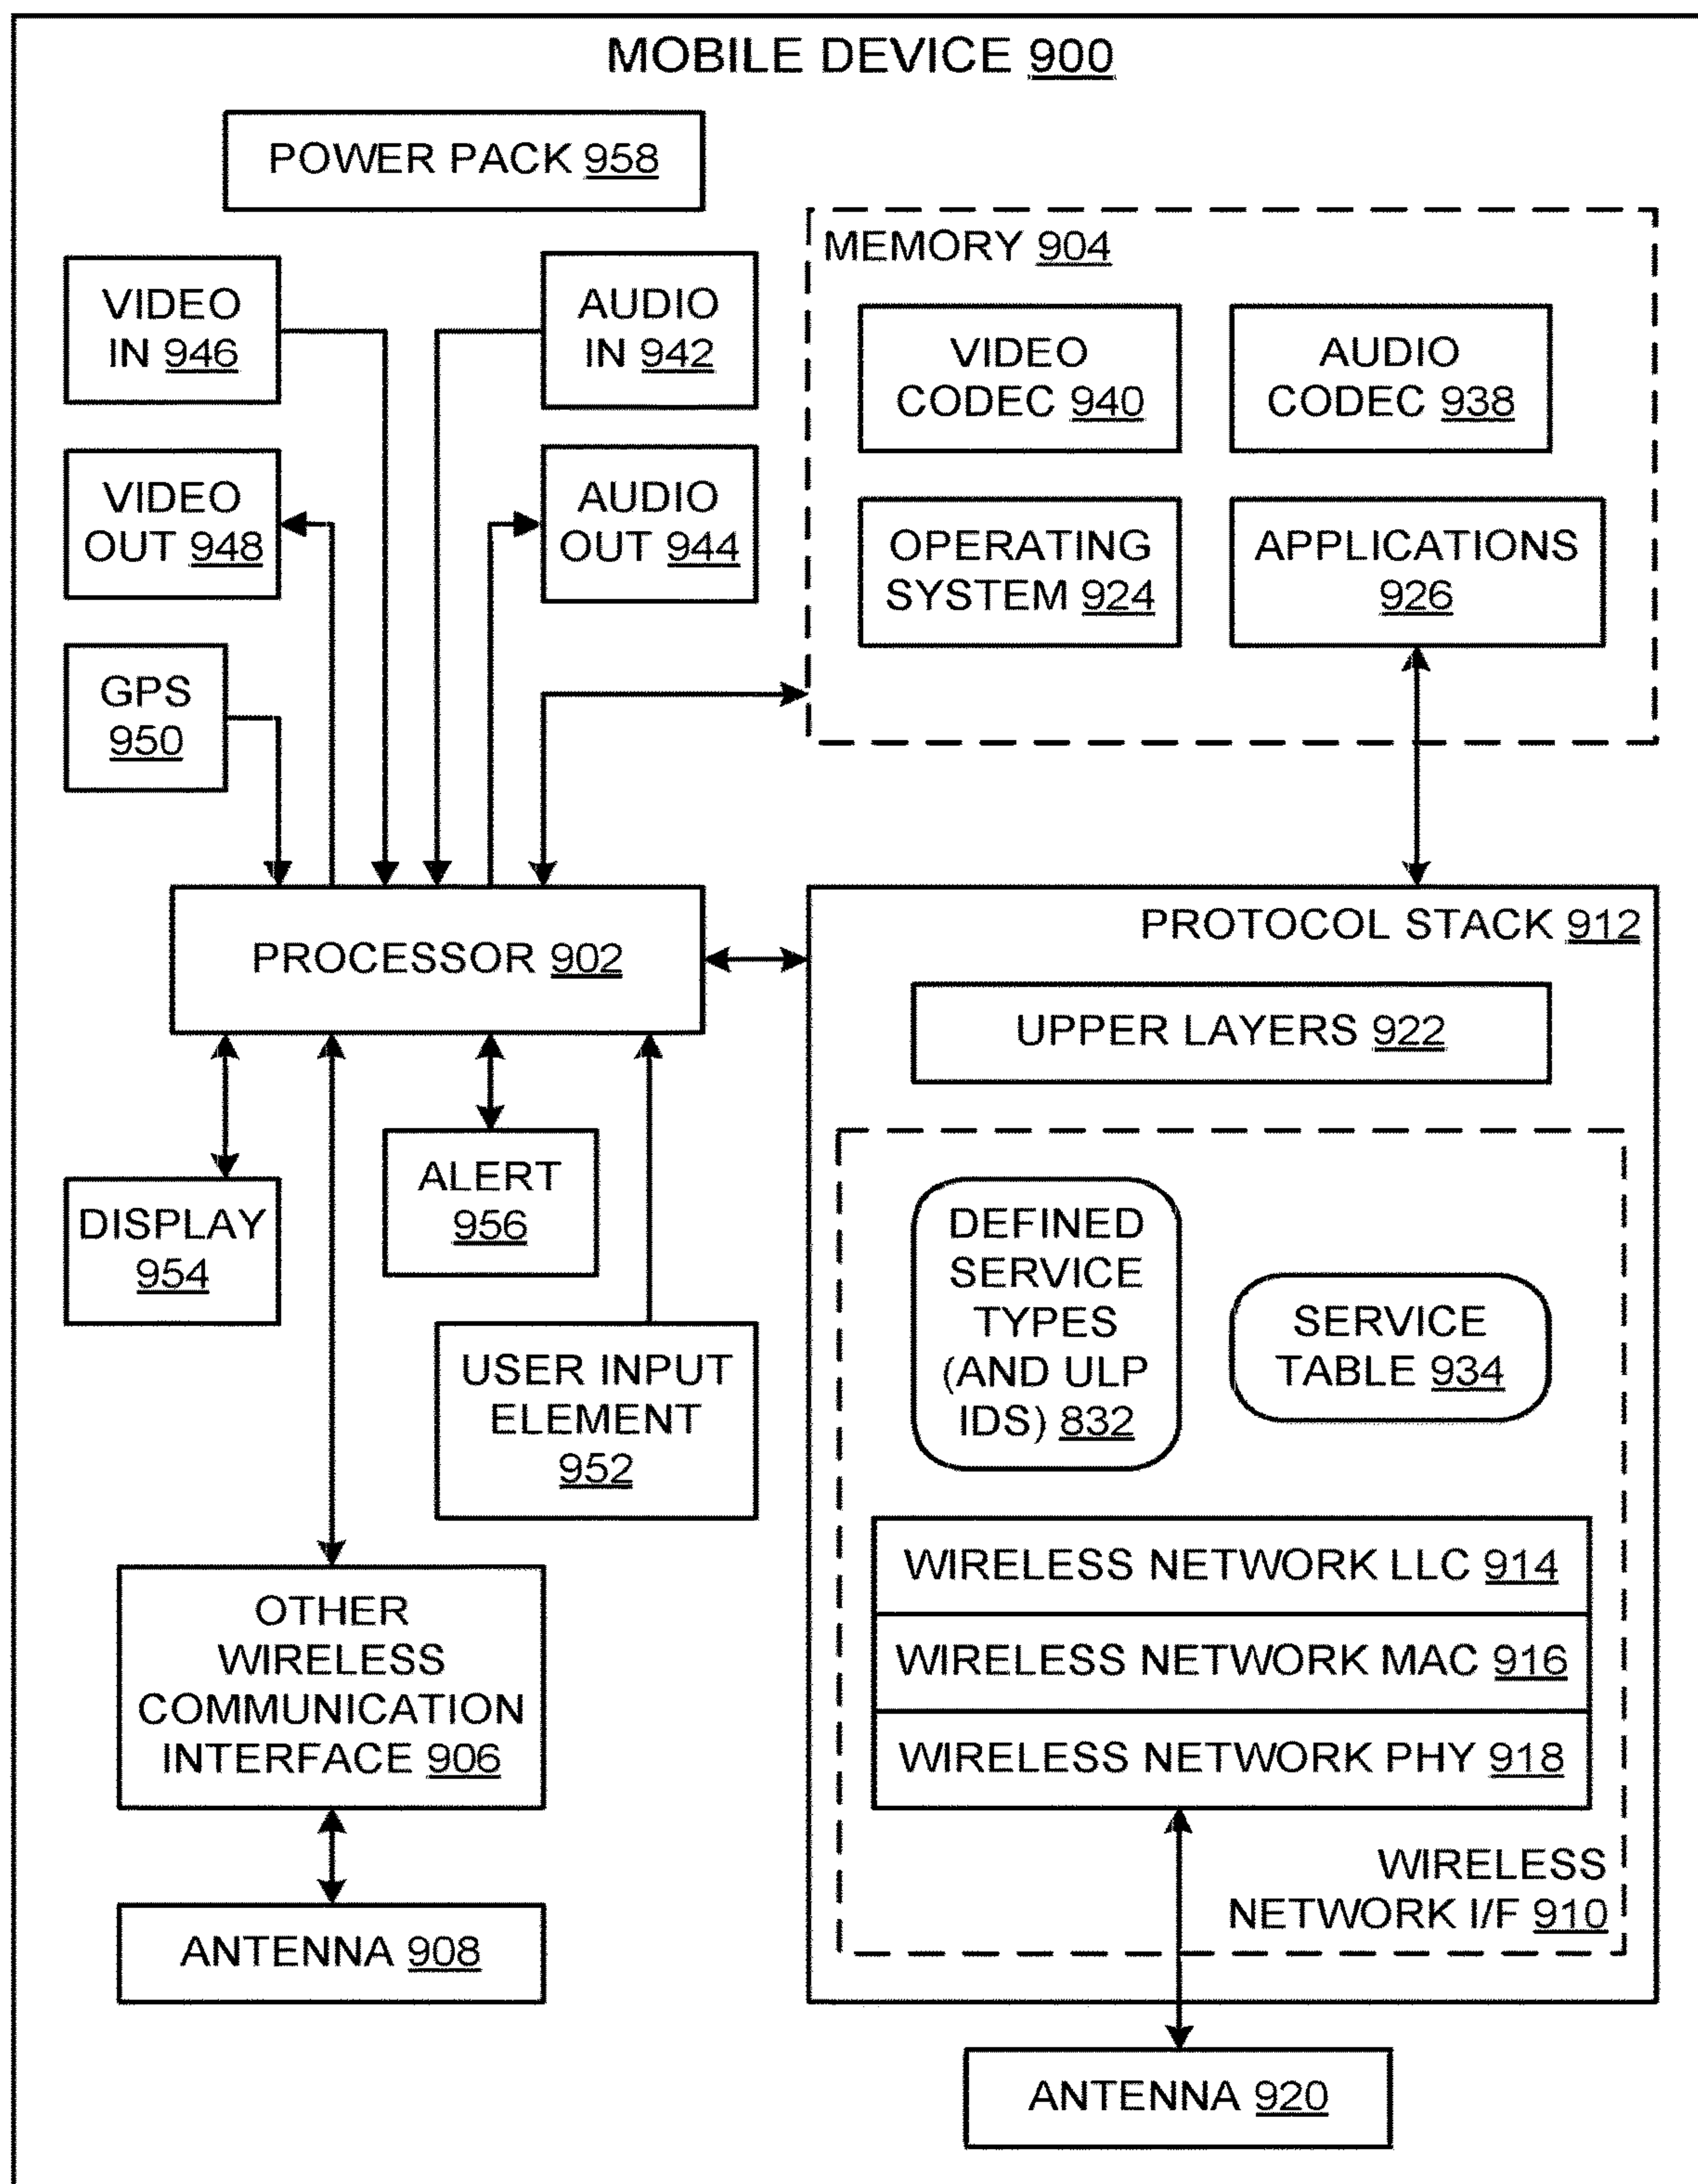 MOBILE DEVICE 900
POWER PACK 958
VIDEO
IN 946
AUDIO
IN 942
VIDEO
OUT 948
AUDIO
OUT 944
GPS
950
MEMORY 904
VIDEO
CODEC 940
AUDIO
CODEC 938
OPERATING
SYSTEM 924
APPLICATIONS
926
PROCESSOR 902
PROTOCOL STACK 912
UPPER LAYERS 922
DISPLAY
954
ALERT
956
USER INPUT
ELEMENT
952
DEFINED
SERVICE
TYPES
(AND ULP
IDS) 832
SERVICE
TABLE 934
WIRELESS NETWORK LLC 914
WIRELESS NETWORK MAC 916
WIRELESS NETWORK PHY 918
WIRELESS
NETWORK I/F 910
OTHER
WIRELESS
COMMUNICATION
INTERFACE 906
ANTENNA 908
ANTENNA 920